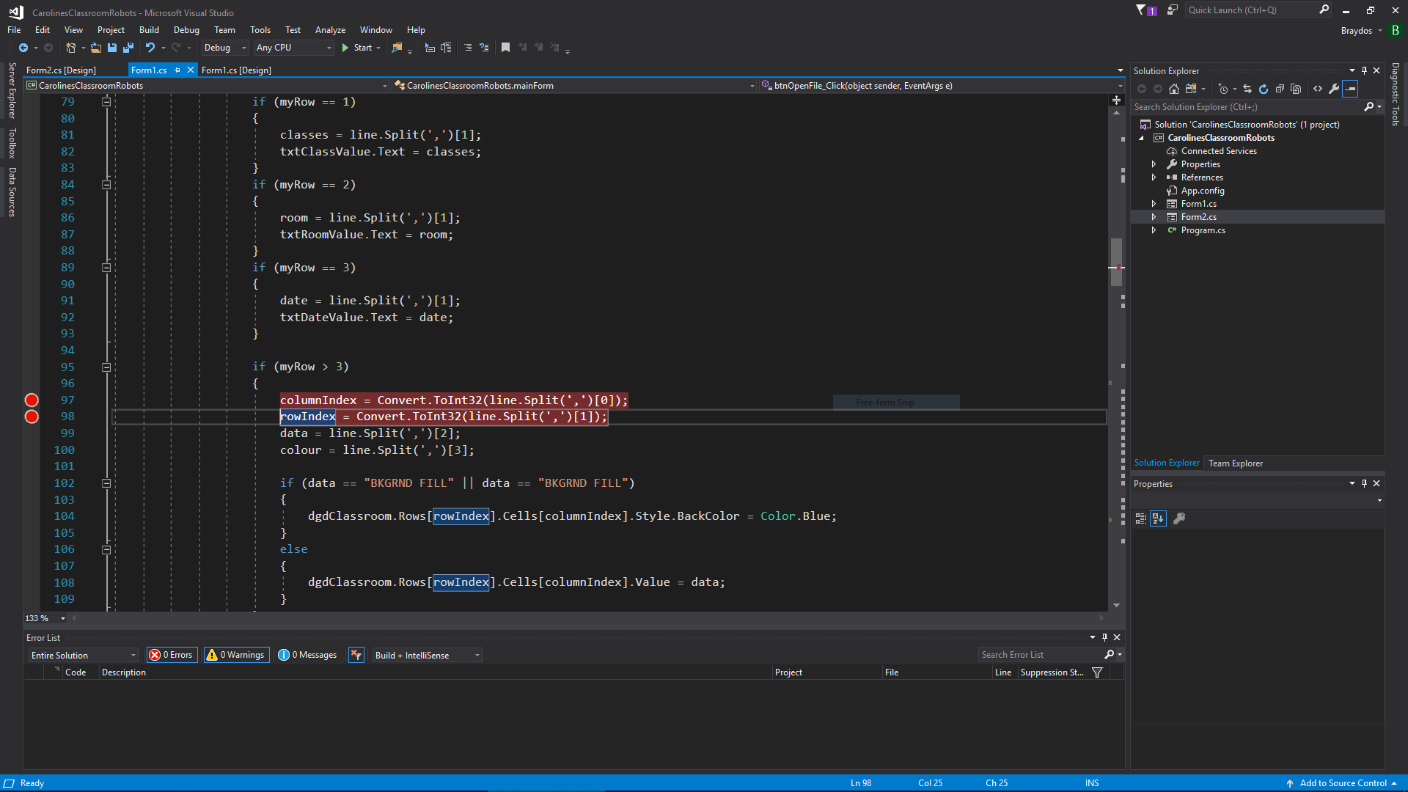 CarolinesClassroomRobots - Microsoft Visual Studio
1
Quick Launch (Ctrl+Q)
File Edit View Project Build Debug Team Tools Test Analyze Window Help
Braydos B
Debug Any CPU Start
Form2.cs [Design] Form1.cs Form1.cs [Design]
CarolinesClassroomRobots CarolinesClassroomRobots.mainForm btnOpenFile_Click(object sender, EventArgs e)
Server Explorer
Toolbox
Data Sources
79 if (myRow == 1)
80 {
81 classes = line.Split(',')[1];
82 txtClassValue.Text = classes;
83 }
84 if (myRow == 2)
85 {
86 room = line.Split(',')[1];
87 txtRoomValue.Text = room;
88 }
89 if (myRow == 3)
90 {
91 date = line.Split(',')[1];
92 txtDateValue.Text = date;
93 }
94
95 if (myRow > 3)
96 {
97 columnIndex = Convert.ToInt32(line.Split(',')[0]);
98 rowIndex = Convert.ToInt32(line.Split(',')[1]);
99 data = line.Split(',')[2];
100 colour = line.Split(',')[3];
101
102 if (data == "BKGRND FILL" || data == "BKGRND FILL")
103 {
104 dgdClassroom.Rows[rowIndex].Cells[columnIndex].Style.BackColor = Color.Blue;
105 }
106 else
107 {
108 dgdClassroom.Rows[rowIndex].Cells[columnIndex].Value = data;
109 }
Free-form Snip
133 %
Solution Explorer
Search Solution Explorer (Ctrl+;)
Solution 'CarolinesClassroomRobots' (1 project)
CarolinesClassroomRobots
Connected Services
Properties
References
App.config
Form1.cs
Form2.cs
Program.cs
Solution Explorer Team Explorer
Properties
Diagnostic Tools
Error List
Entire Solution 0 Errors 0 Warnings 0 Messages Build + IntelliSense Search Error List
Code Description Project File Line Suppression St...
Ready Ln 98 Col 25 Ch 25 INS Add to Source Control